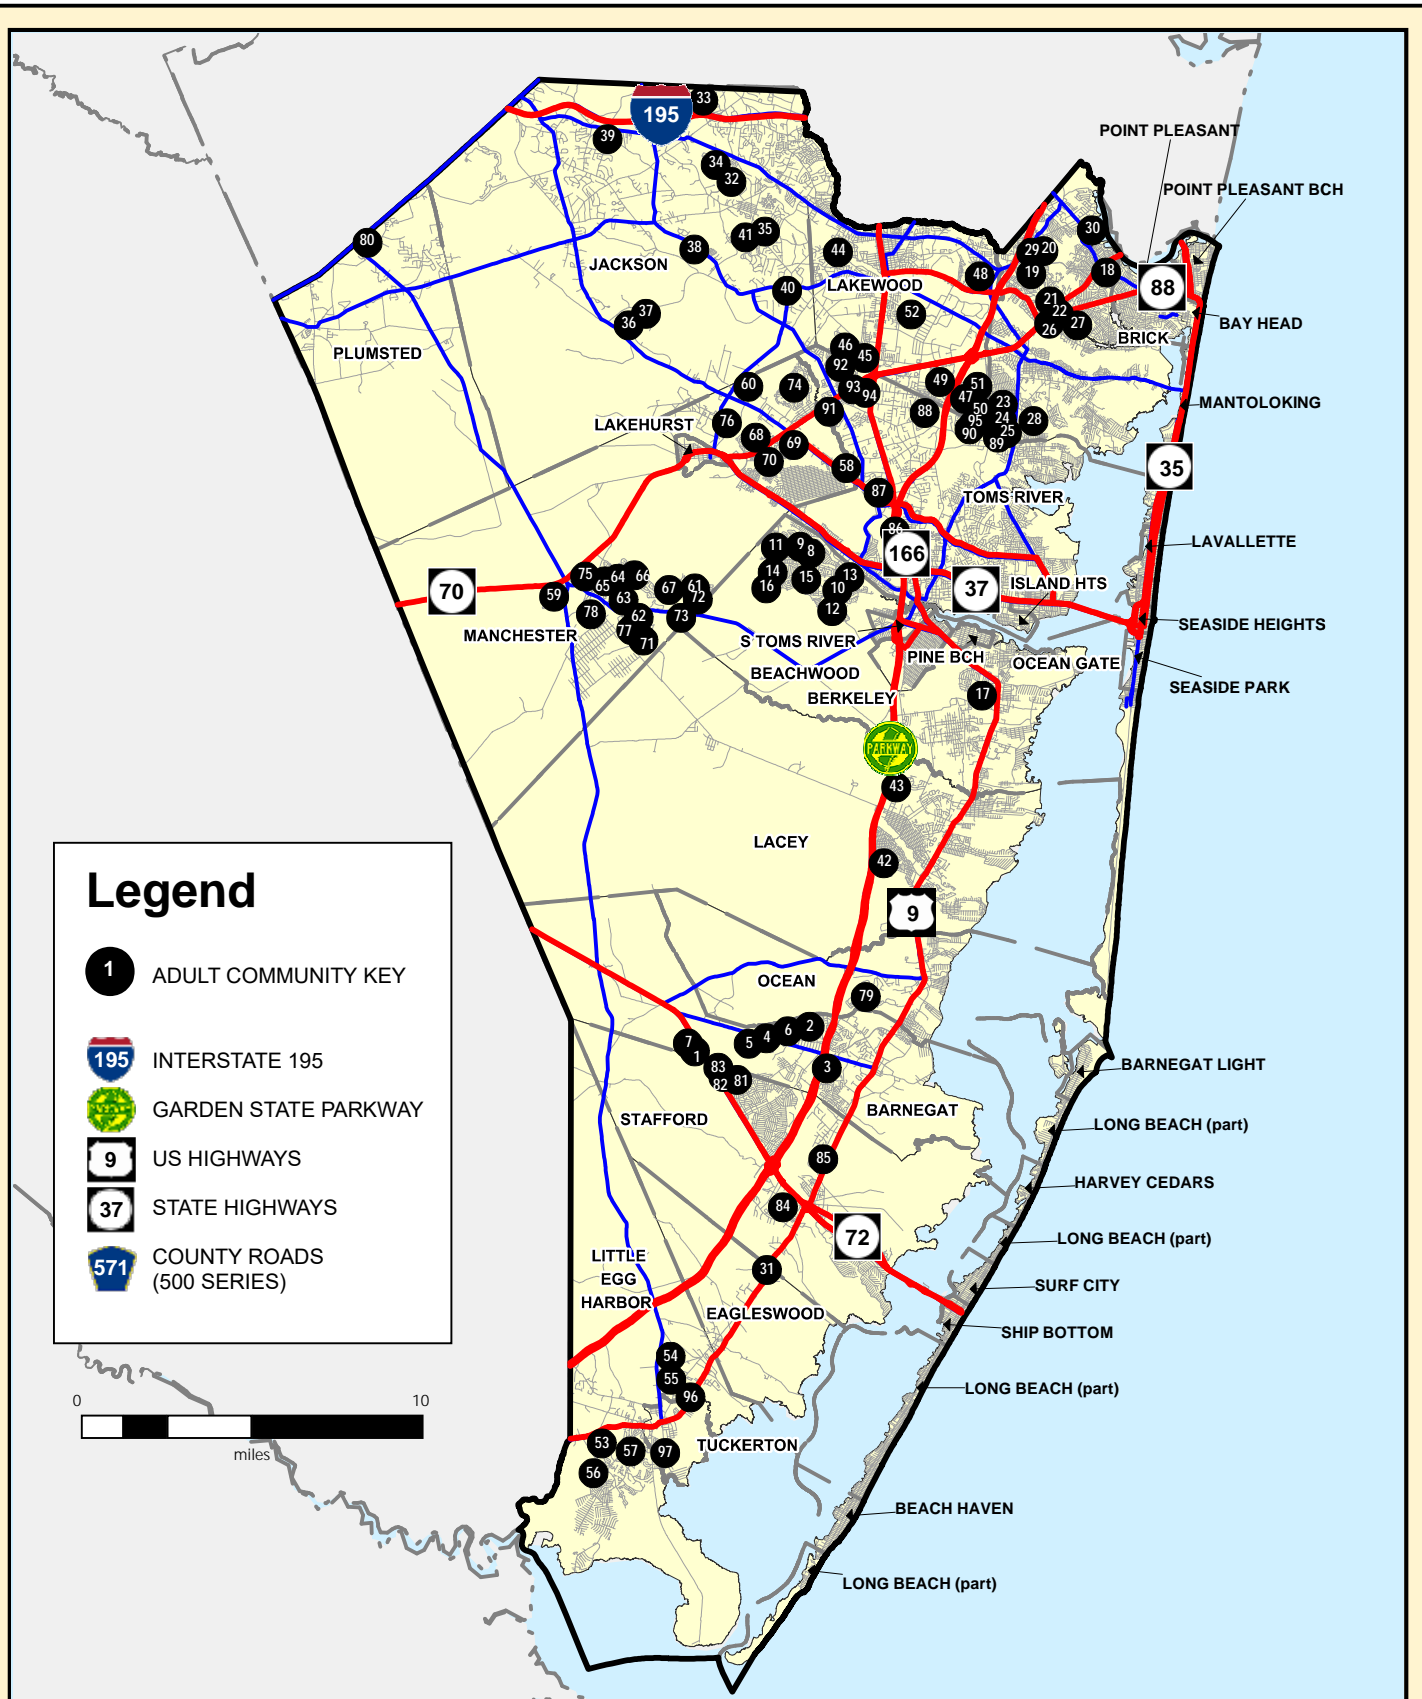 33
195
39
POINT PLEASANT
34
32
POINT PLEASANT BCH
80
41
35
30
38
44
29
20
JACKSON
48
19
18
40
LAKEWOOD
88
37
36
52
21
22
27
26
BAY HEAD
BRICK
PLUMSTED
46
45
92
60
74
93
94
49
51
47
23
MANTOLOKING
91
88
50
95
24
28
76
LAKEHURST
68
69
90
25
89
70
58
35
87
TOMS RIVER
86
11
9
8
166
LAVALLETTE
75
64
66
14
15
13
70
65
67
61
16
10
37
ISLAND HTS
59
63
72
78
62
73
12
SEASIDE HEIGHTS
MANCHESTER
77
71
S TOMS RIVER
PINE BCH
OCEAN GATE
BEACHWOOD
SEASIDE PARK
BERKELEY
17
PARKWAY
43
LACEY
42
Legend
9
1
ADULT COMMUNITY KEY
OCEAN
79
2
6
4
5
7
1
195
INTERSTATE 195
83
82
81
3
BARNEGAT LIGHT
GARDEN STATE PARKWAY
STAFFORD
BARNEGAT
LONG BEACH (part)
9
US HIGHWAYS
85
HARVEY CEDARS
37
STATE HIGHWAYS
84
72
LONG BEACH (part)
571
COUNTY ROADS
(500 SERIES)
LITTLE
EGG
HARBOR
31
SURF CITY
EAGLESWOOD
SHIP BOTTOM
54
55
LONG BEACH (part)
0
10
96
miles
53
57
97
TUCKERTON
56
BEACH HAVEN
LONG BEACH (part)